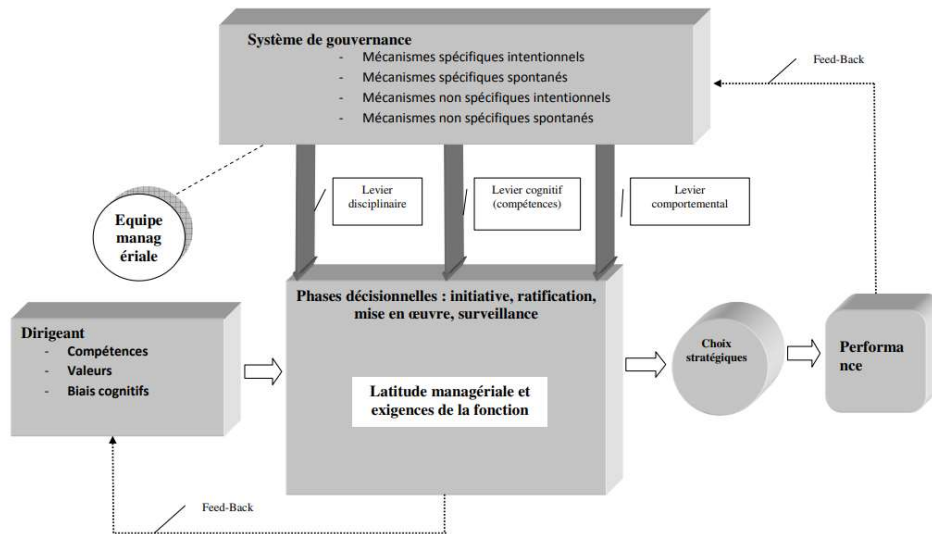 Système de gouvernance
- Mécanismes spécifiques intentionnels
- Mécanismes spécifiques spontanés
- Mécanismes non spécifiques intentionnels
- Mécanismes non spécifiques spontanés
Feed-Back
Levier
disciplinaire
Levier cognitif
(compétences)
Levier
comportemental
Equipe
manag
ériale
Phases décisionnelles : initiative, ratification,
mise en œuvre, surveillance
Latitude managériale et
exigences de la fonction
Dirigeant
- Compétences
- Valeurs
- Biais cognitifs
Choix
stratégiques
Performa
nce
Feed-Back